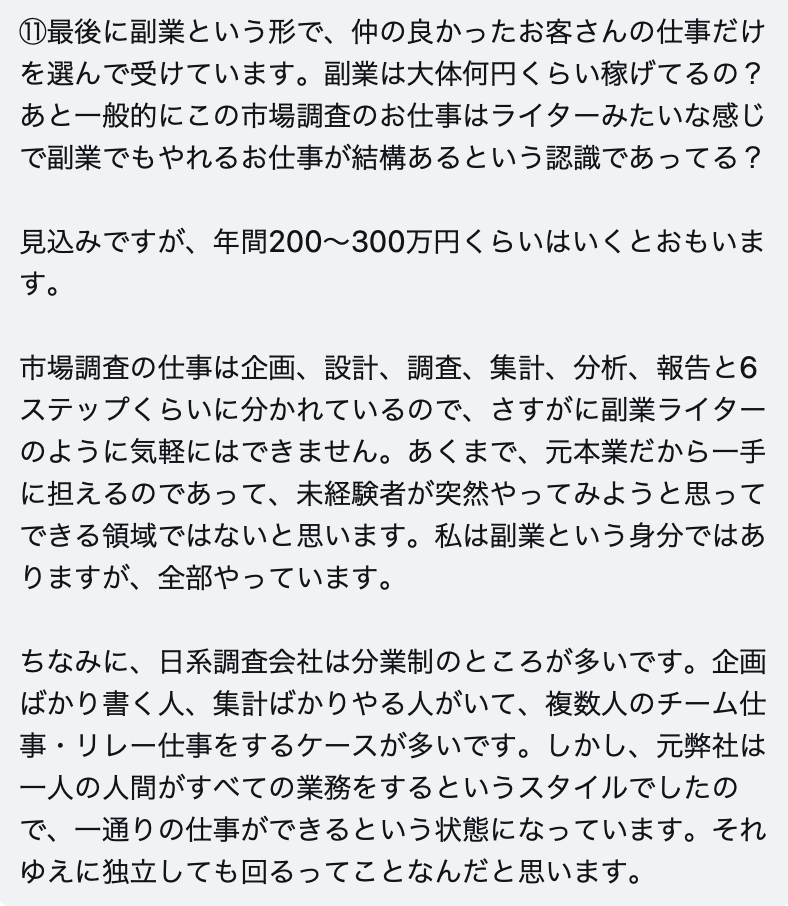 ⑪最後に副業という形で、仲の良かったお客さんの仕事だけ
を選んで受けています。副業は大体何円くらい稼げてるの？
あと一般的にこの市場調査のお仕事はライターみたいな感じ
で副業でもやれるお仕事が結構あるという認識であってる？
見込みですが、年間200〜300万円くらいはいくとおもいま
す。
市場調査の仕事は企画、設計、調査、集計、分析、報告と6
ステップくらいに分かれているので、さすがに副業ライター
のように気軽にはできません。あくまで、元本業だから一手
に担えるのであって、未経験者が突然やってみようと思って
できる領域ではないと思います。私は副業という身分ではあ
りますが、全部やっています。
ちなみに、日系調査会社は分業制のところが多いです。企画
ばかり書く人、集計ばかりやる人がいて、複数人のチーム仕
事・リレー仕事をするケースが多いです。しかし、元弊社は
一人の人間がすべての業務をするというスタイルでしたの
で、一通りの仕事ができるという状態になっています。それ
ゆえに独立しても回るってことなんだと思います。